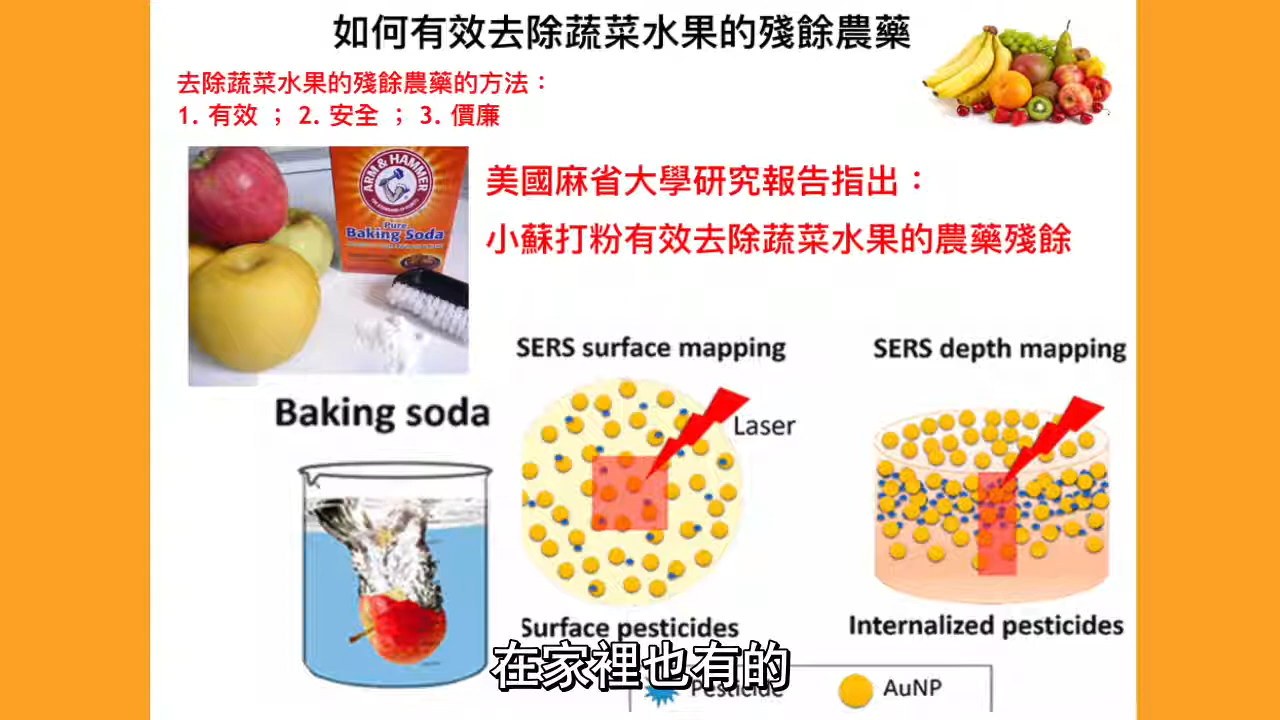 如何有效去除蔬菜水果的殘餘農藥
去除蔬菜水果的殘餘農藥的方法：
1. 有效 ； 2. 安全 ； 3. 價廉
ARM & HAMMER
Pure
Baking Soda
美國麻省大學研究報告指出：
小蘇打粉有效去除蔬菜水果的農藥殘餘
SERS surface mapping
SERS depth mapping
Baking soda
Laser
Surface pesticides
Internalized pesticides
在家裡也有的
Pesticide
AuNP